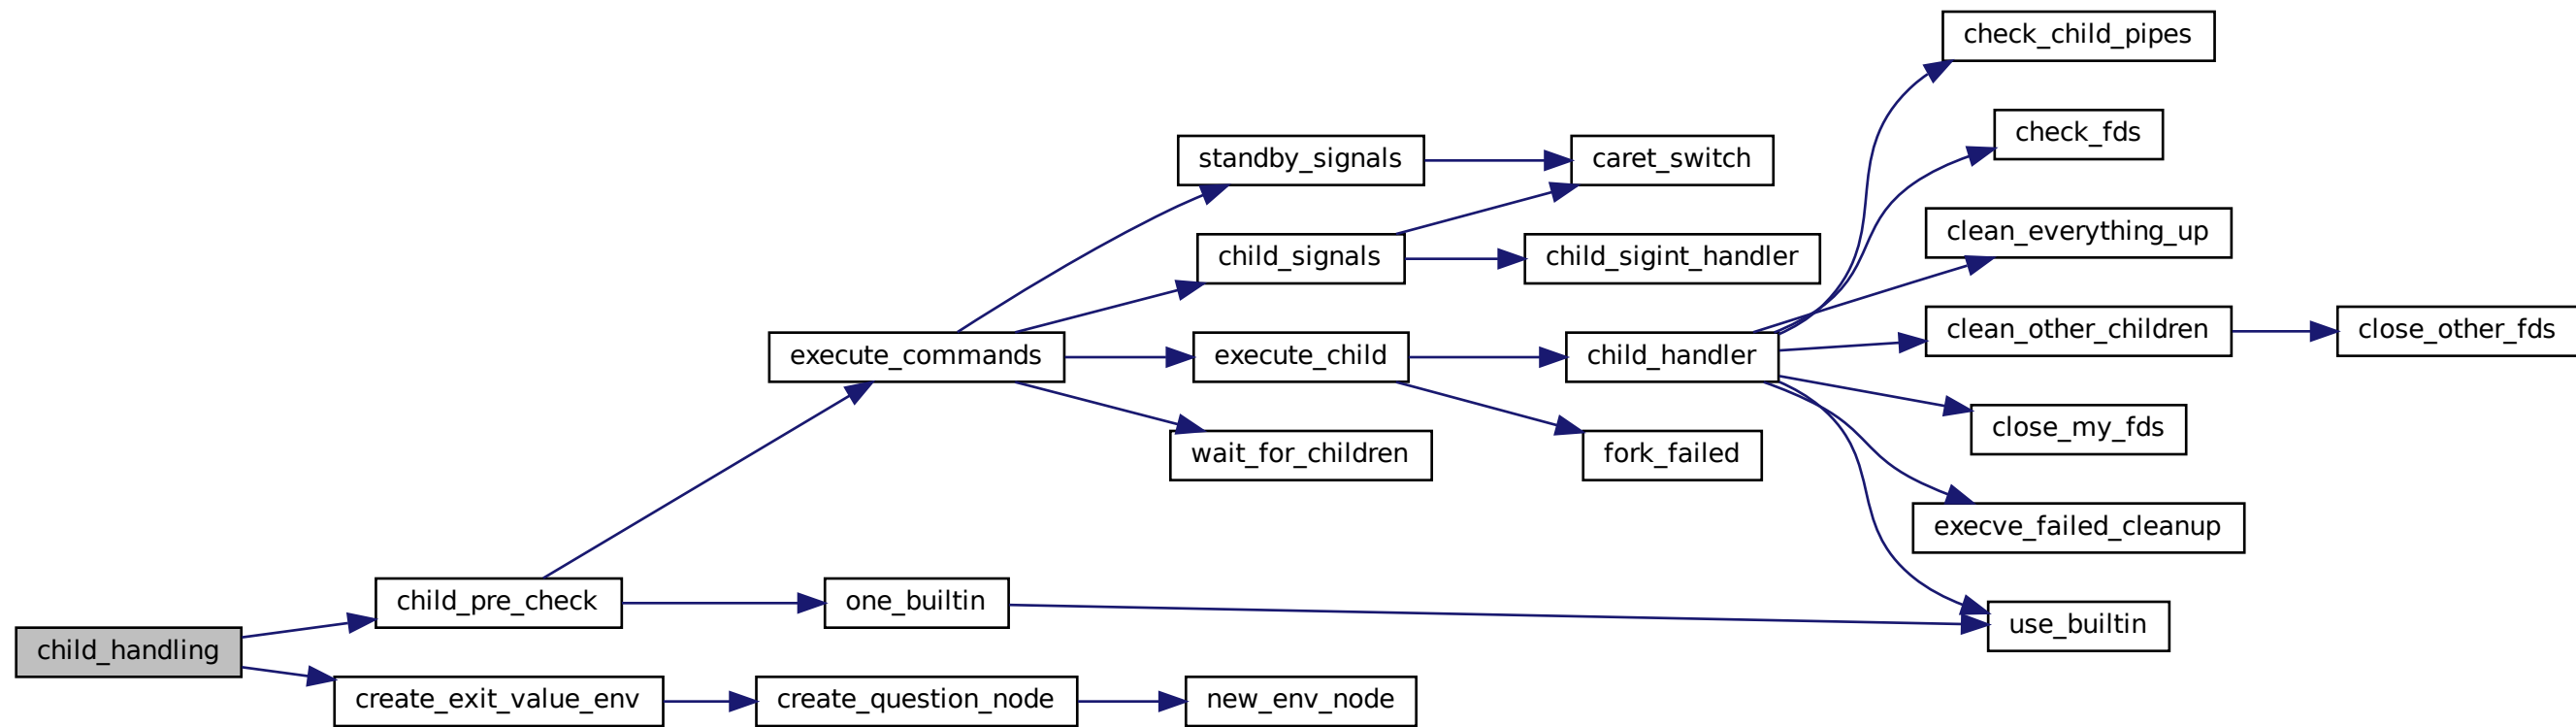 check_child_pipes
check_fds
standby_signals
caret_switch
clean_everything_up
child_signals
child_sigint_handler
clean_other_children
close_other_fds
execute_commands
execute_child
child_handler
close_my_fds
wait_for_children
fork_failed
execve_failed_cleanup
child_pre_check
one_builtin
use_builtin
child_handling
create_exit_value_env
create_question_node
new_env_node